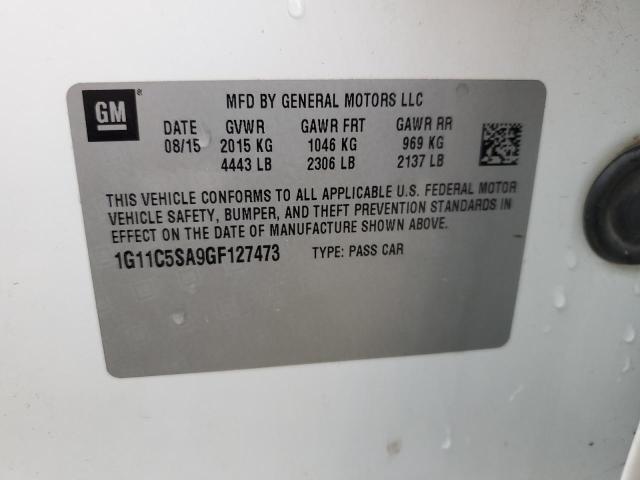 GM ®
MFD BY GENERAL MOTORS LLC
DATE GVWR GAWR FRT GAWR RR
08/15 2015 KG 1046 KG 969 KG
4443 LB 2306 LB 2137 LB
THIS VEHICLE CONFORMS TO ALL APPLICABLE U.S. FEDERAL MOTOR
VEHICLE SAFETY, BUMPER, AND THEFT PREVENTION STANDARDS IN
EFFECT ON THE DATE OF MANUFACTURE SHOWN ABOVE.
1G11C5SA9GF127473 TYPE: PASS CAR